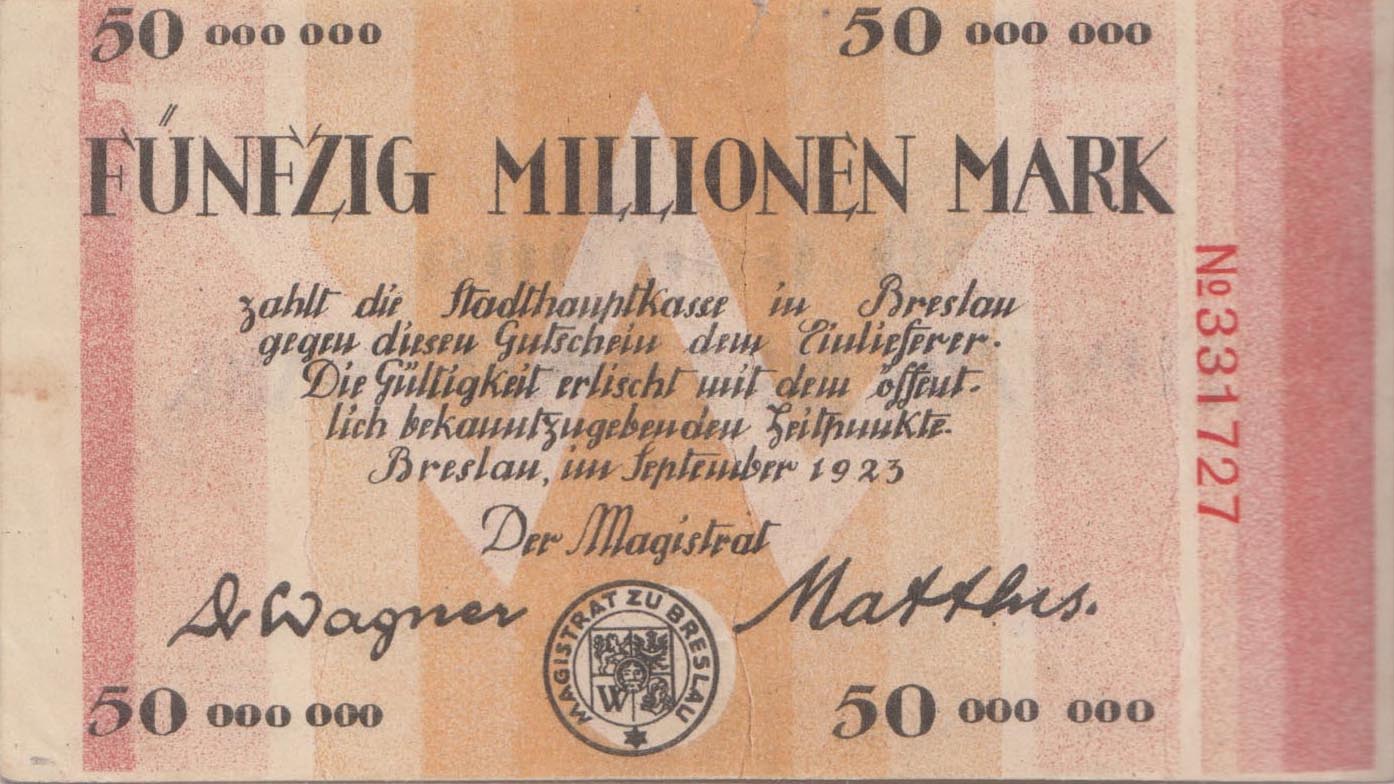 50 000 000 50 000 000
FÜNFZIG MILLIONEN MARK
zahlt die Stadthauptkasse in Breslau
gegen diesen Gutschein dem Einlieferer.
Die Gültigkeit erlischt mit dem öffent-
lich bekanntzugebenden Zeitpunkte.
Breslau, im September 1923
Der Magistrat
Dr Wagner Matthes.
MAGISTRAT ZU BRESLAU
W
50 000 000 50 000 000
№331727